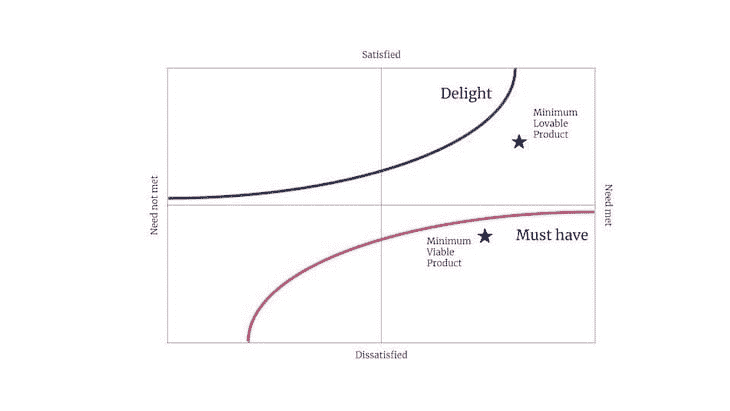 Satisfied
Delight
Minimum
Lovable
Product
Need not met
Need met
Minimum
Viable
Product
Must have
Dissatisfied